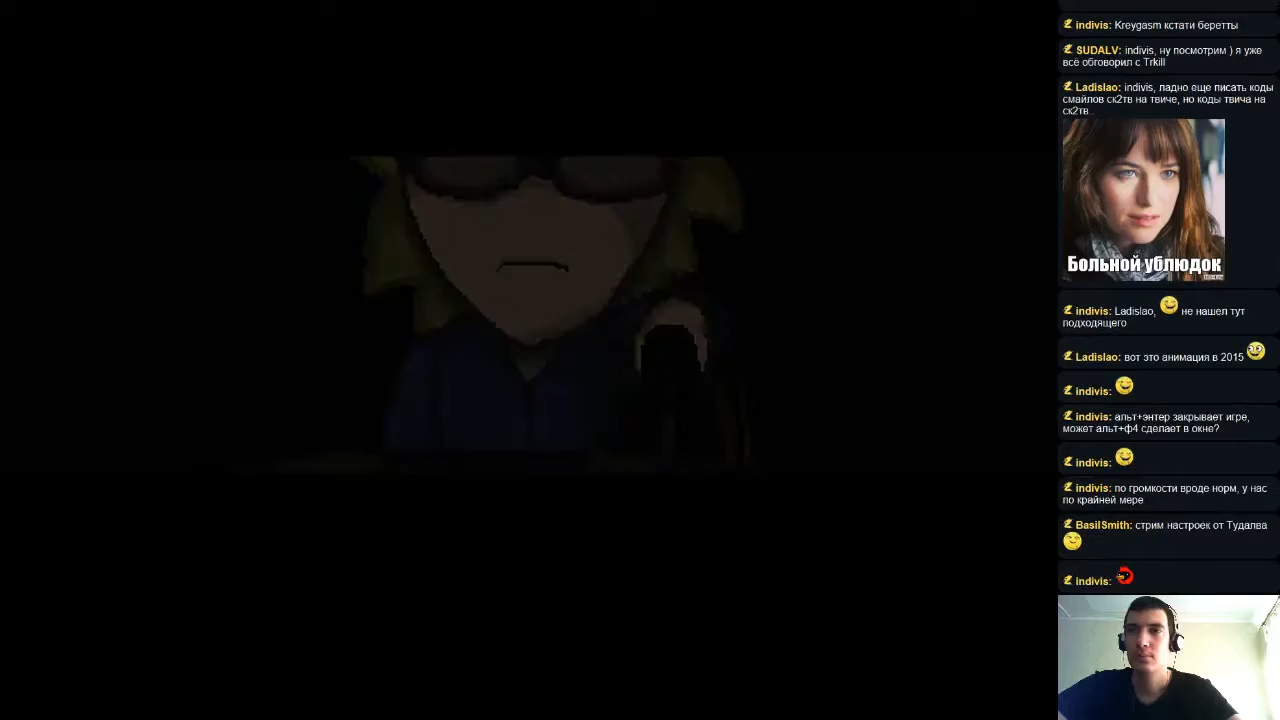 indivis: Kreygasm кстати беретты
SUDALV: indivis, ну посмотрим ) я уже
всё обговорил с Trkill
Ladislao: indivis, ладно еще писать коды
смайлов ск2тв на твиче, но коды твича на
ск2тв..
Больной ублюдок
indivis: Ladislao, не нашел тут
подходящего
Ladislao: вот это анимация в 2015
indivis:
indivis: альт+энтер закрывает игре,
может альт+ф4 сделает в окне?
indivis:
indivis: по громкости вроде норм, у нас
по крайней мере
BasilSmith: стрим настроек от Тудалва
indivis: